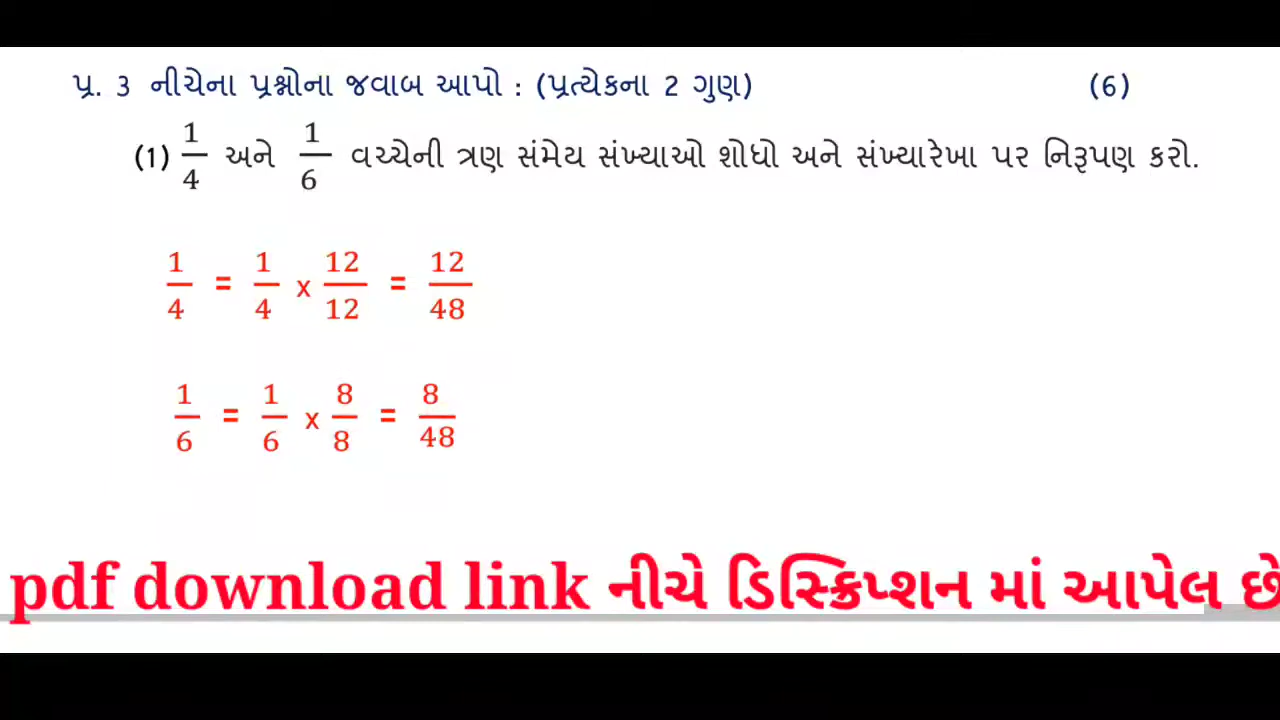 પ્ર. 3 નીચેના પ્રશ્નોના જવાબ આપો : (પ્રત્યેકના 2 ગુણ) (6)
(1) 1/4 અને 1/6 વચ્ચેની ત્રણ સંમેય સંખ્યાઓ શોધો અને સંખ્યારેખા પર નિરૂપણ કરો.
1/4 = 1/4 x 12/12 = 12/48
1/6 = 1/6 x 8/8 = 8/48
pdf download link નીચે ડિસ્ક્રિપ્શન માં આપેલ છે